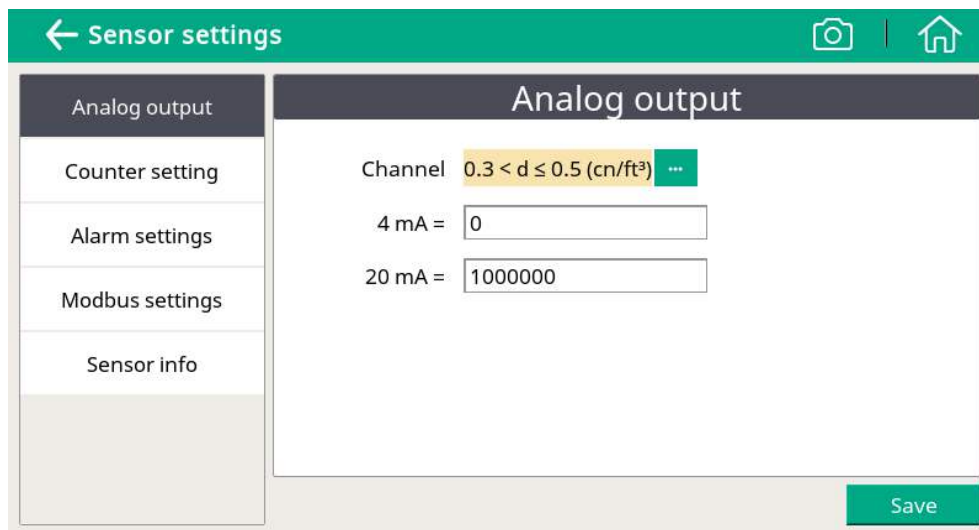 Sensor settings
Analog output
Counter setting
Alarm settings
Modbus settings
Sensor info
Analog output
Channel 0.3 < d ≤ 0.5 (cn/ft³) ...
4 mA = 0
20 mA = 1000000
Save